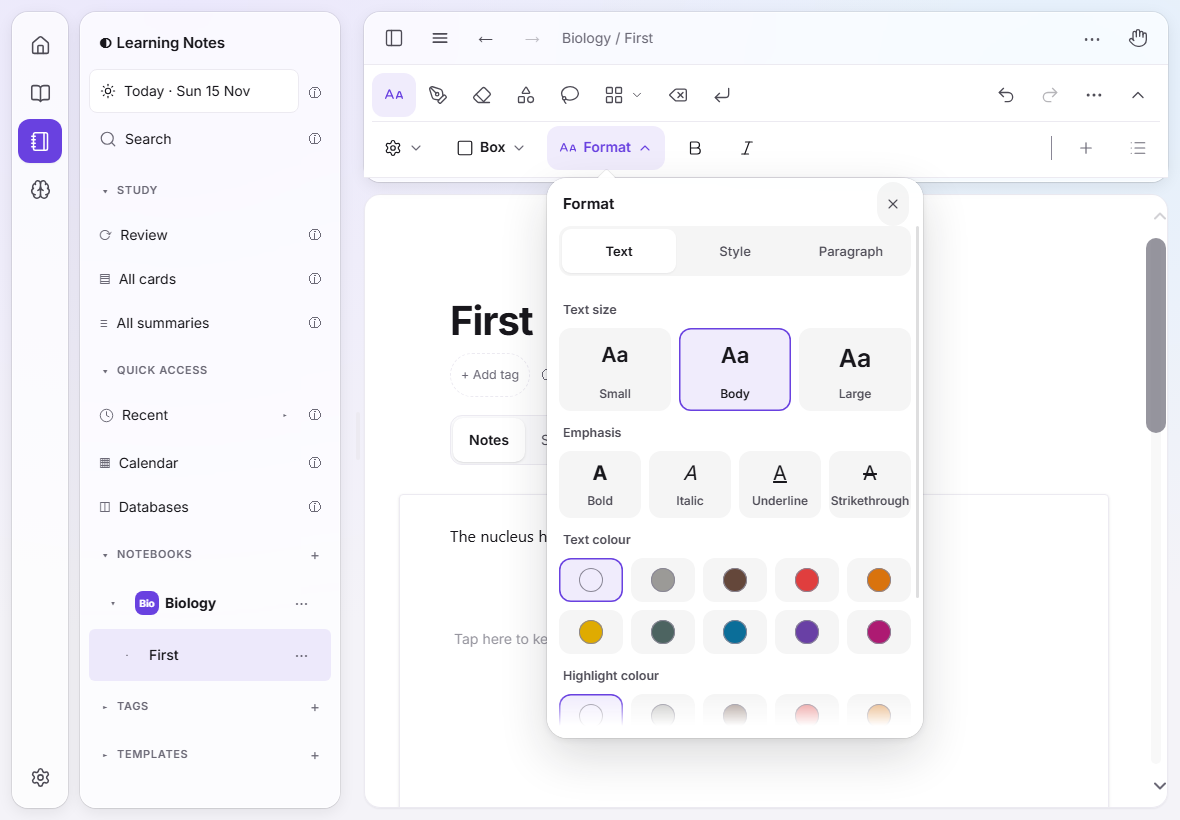 Learning Notes
Today · Sun 15 Nov
Search
STUDY
Review
All cards
All summaries
QUICK ACCESS
Recent
Calendar
Databases
NOTEBOOKS
Bio Biology
First
TAGS
TEMPLATES
Biology / First
AA
Box
AA Format
B I
First
+ Add tag
Notes
The nucleus h
Tap here to ke
Format
Text Style Paragraph
Text size
Aa Aa Aa
Small Body Large
Emphasis
A A A A
Bold Italic Underline Strikethrough
Text colour
Highlight colour